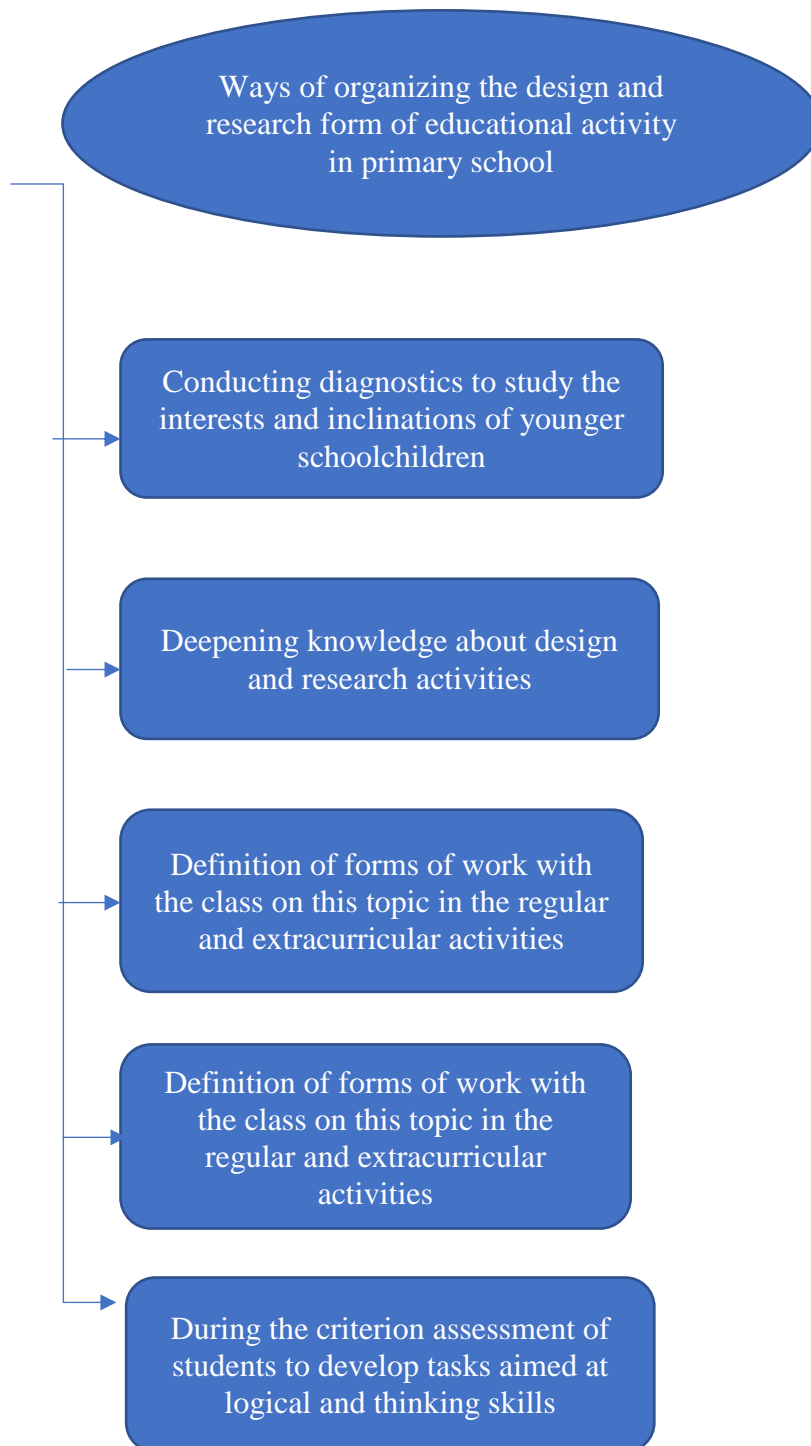 Ways of organizing the design and
research form of educational activity
in primary school
Conducting diagnostics to study the
interests and inclinations of younger
schoolchildren
Deepening knowledge about design
and research activities
Definition of forms of work with
the class on this topic in the regular
and extracurricular activities
Definition of forms of work with
the class on this topic in the
regular and extracurricular
activities
During the criterion assessment of
students to develop tasks aimed at
logical and thinking skills